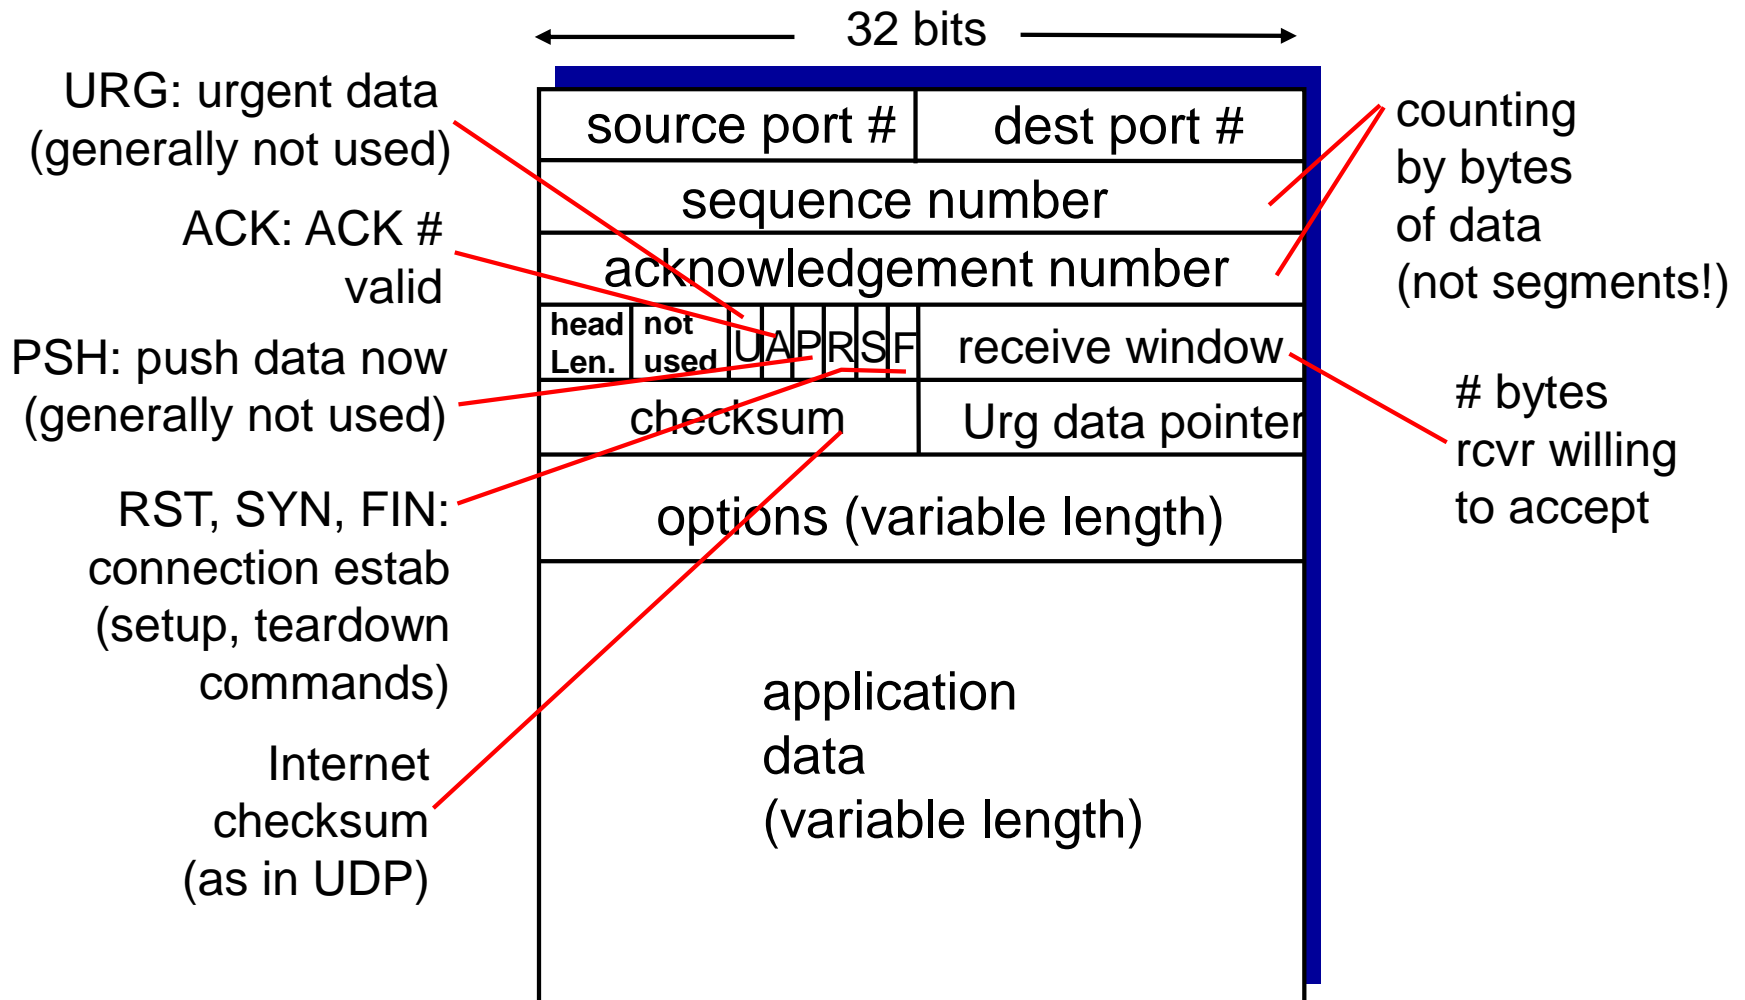 32 bits
URG: urgent data
(generally not used)
ACK: ACK #
valid
PSH: push data now
(generally not used)
RST, SYN, FIN:
connection estab
(setup, teardown
commands)
Internet
checksum
(as in UDP)
source port #
dest port #
sequence number
acknowledgement number
head
Len.
not
used
U
A
P
R
S
F
receive window
checksum
Urg data pointer
options (variable length)
application
data
(variable length)
counting
by bytes
of data
(not segments!)
# bytes
rcvr willing
to accept